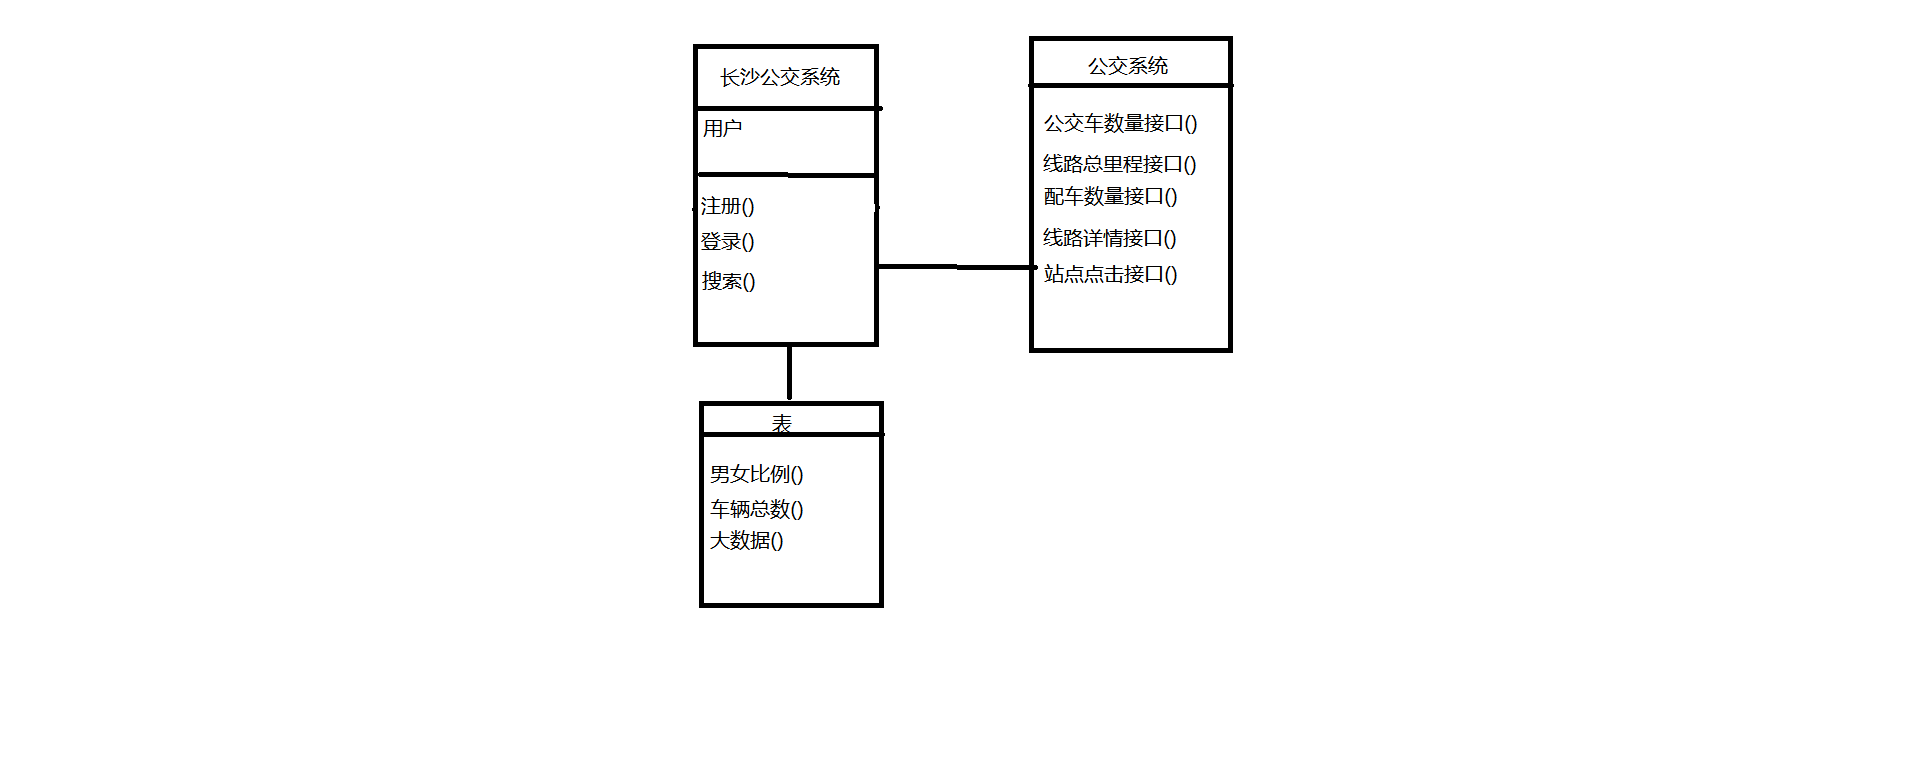 长沙公交系统
用户
注册()
登录()
搜索()
公交系统
公交车数量接口()
线路总里程接口()
配车数量接口()
线路详情接口()
站点点击接口()
表
男女比例()
车辆总数()
大数据()